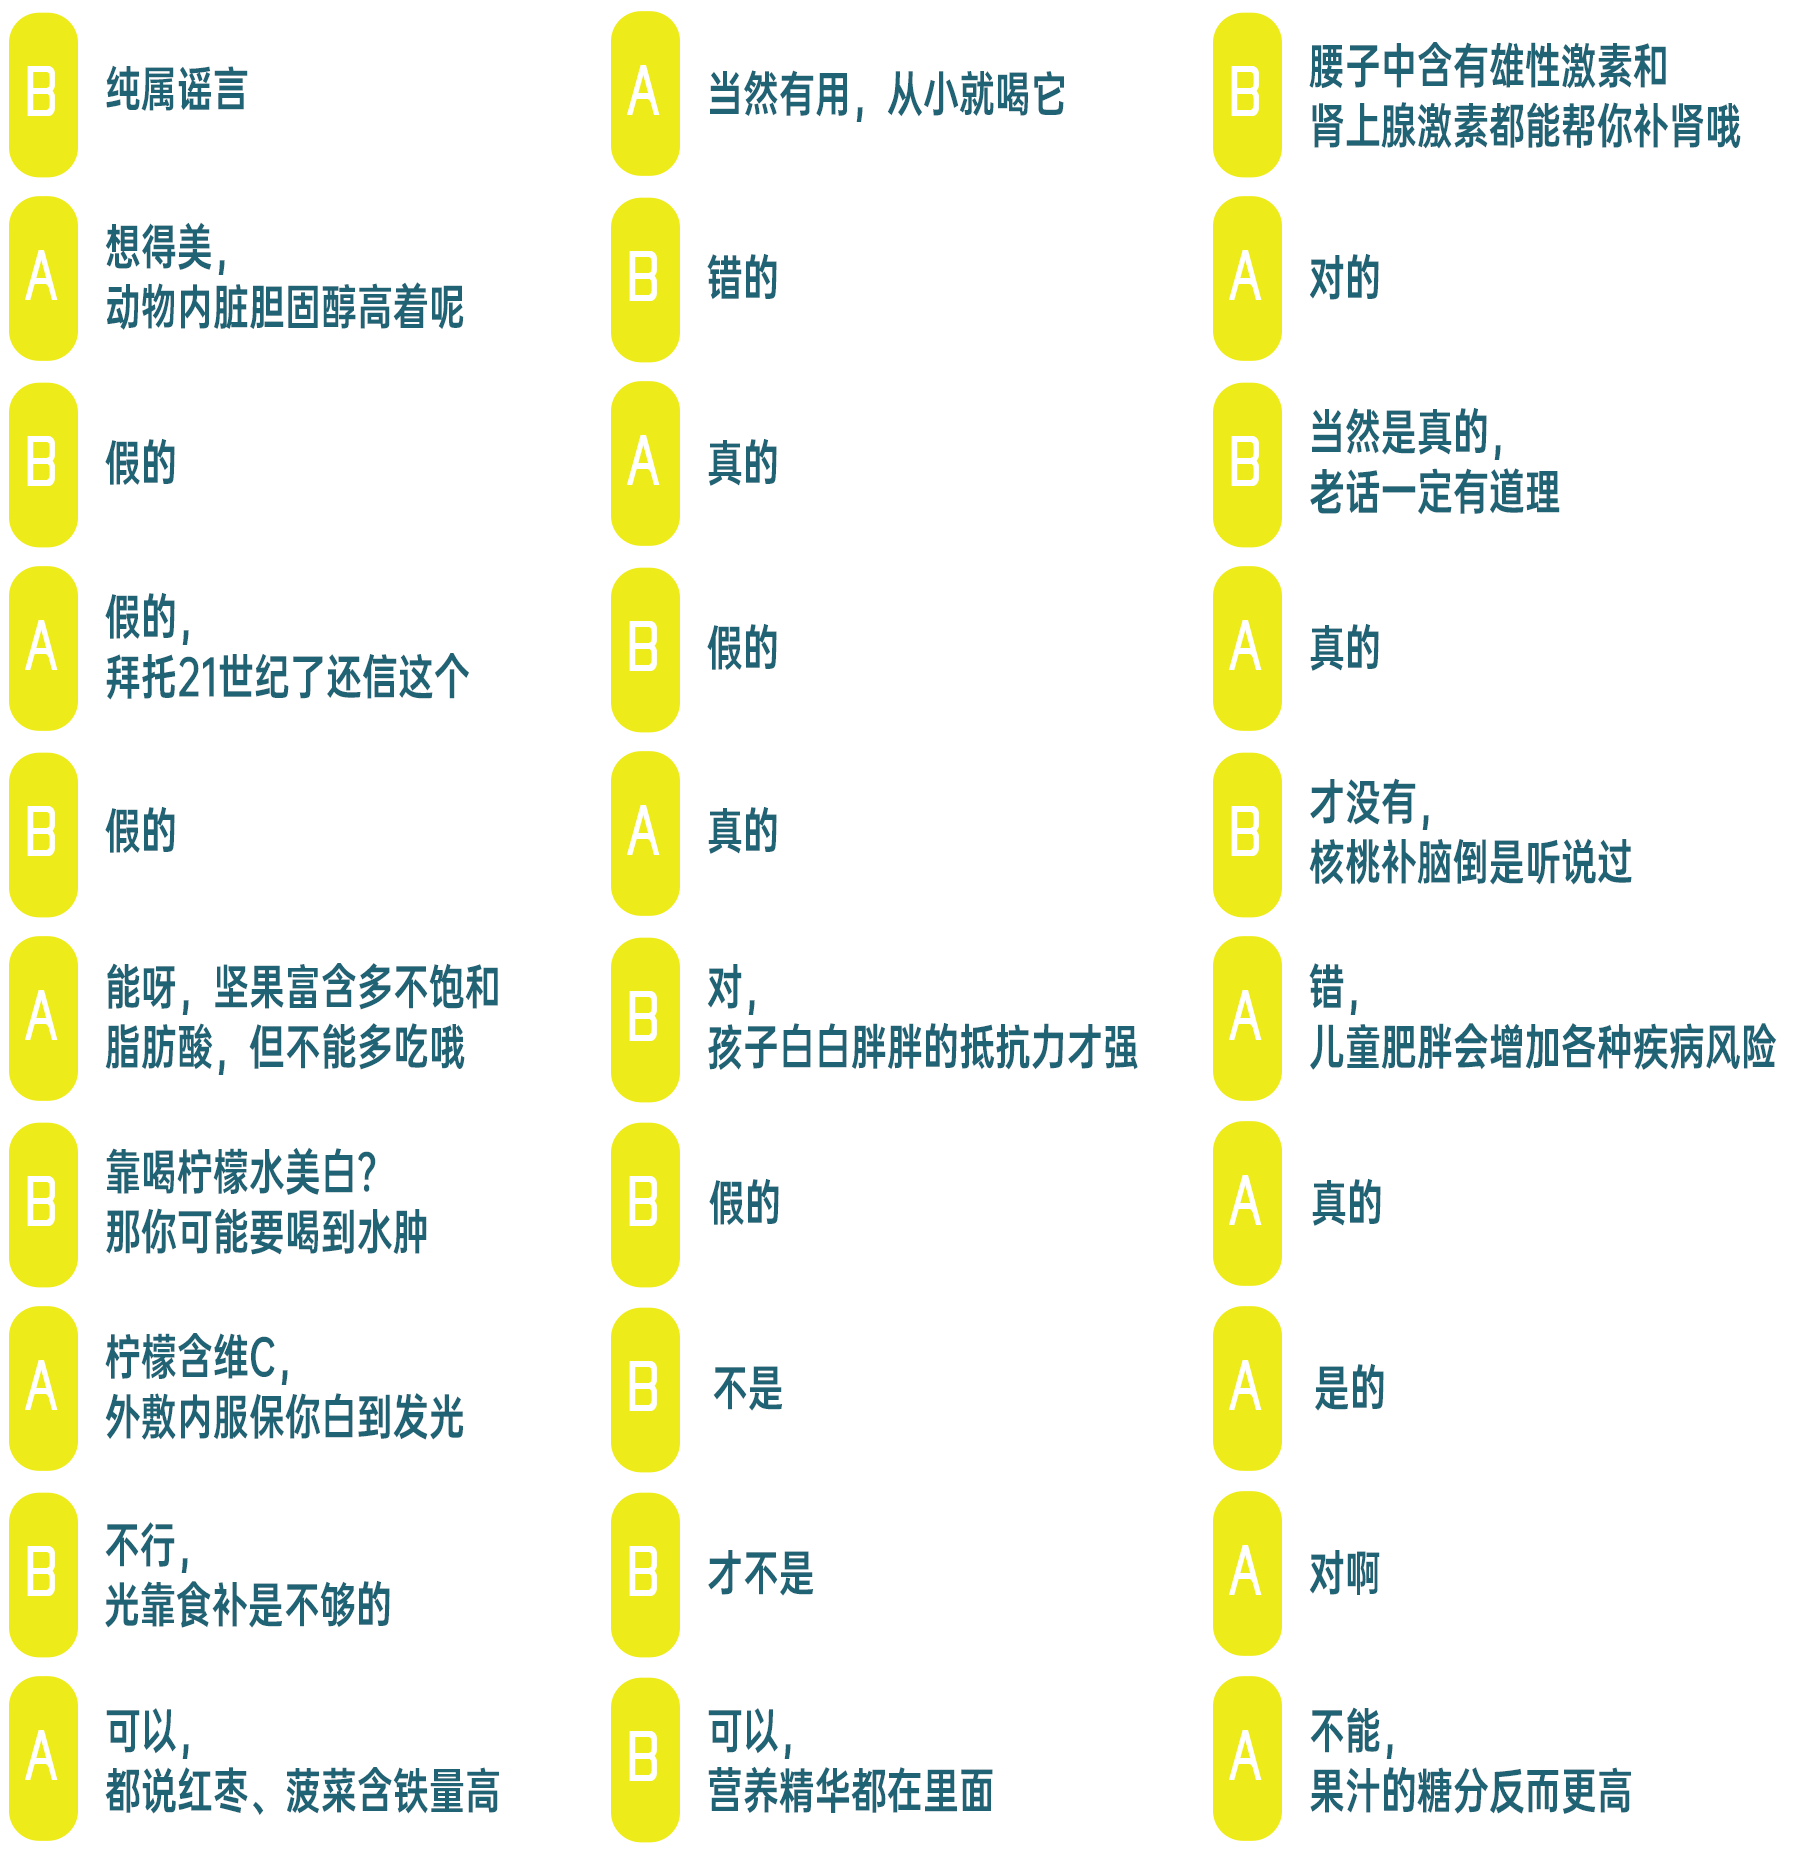 B 纯属谣言
A 当然有用，从小就喝它
B 腰子中含有雄性激素和
肾上腺激素都能帮你补肾哦
A 想得美，
动物内脏胆固醇高着呢
B 错的
A 对的
B 假的
A 真的
B 当然是真的，
老话一定有道理
A 假的，
拜托21世纪了还信这个
B 假的
A 真的
B 假的
A 真的
B 才没有，
核桃补脑倒是听说过
A 能呀，坚果富含多不饱和
脂肪酸，但不能多吃哦
B 对，
孩子白白胖胖的抵抗力才强
A 错，
儿童肥胖会增加各种疾病风险
B 靠喝柠檬水美白？
那你可能要喝到水肿
B 假的
A 真的
A 柠檬含维C，
外敷内服保你白到发光
B 不是
A 是的
B 不行，
光靠食补是不够的
B 才不是
A 对啊
A 可以，
都说红枣、菠菜含铁量高
B 可以，
营养精华都在里面
A 不能，
果汁的糖分反而更高